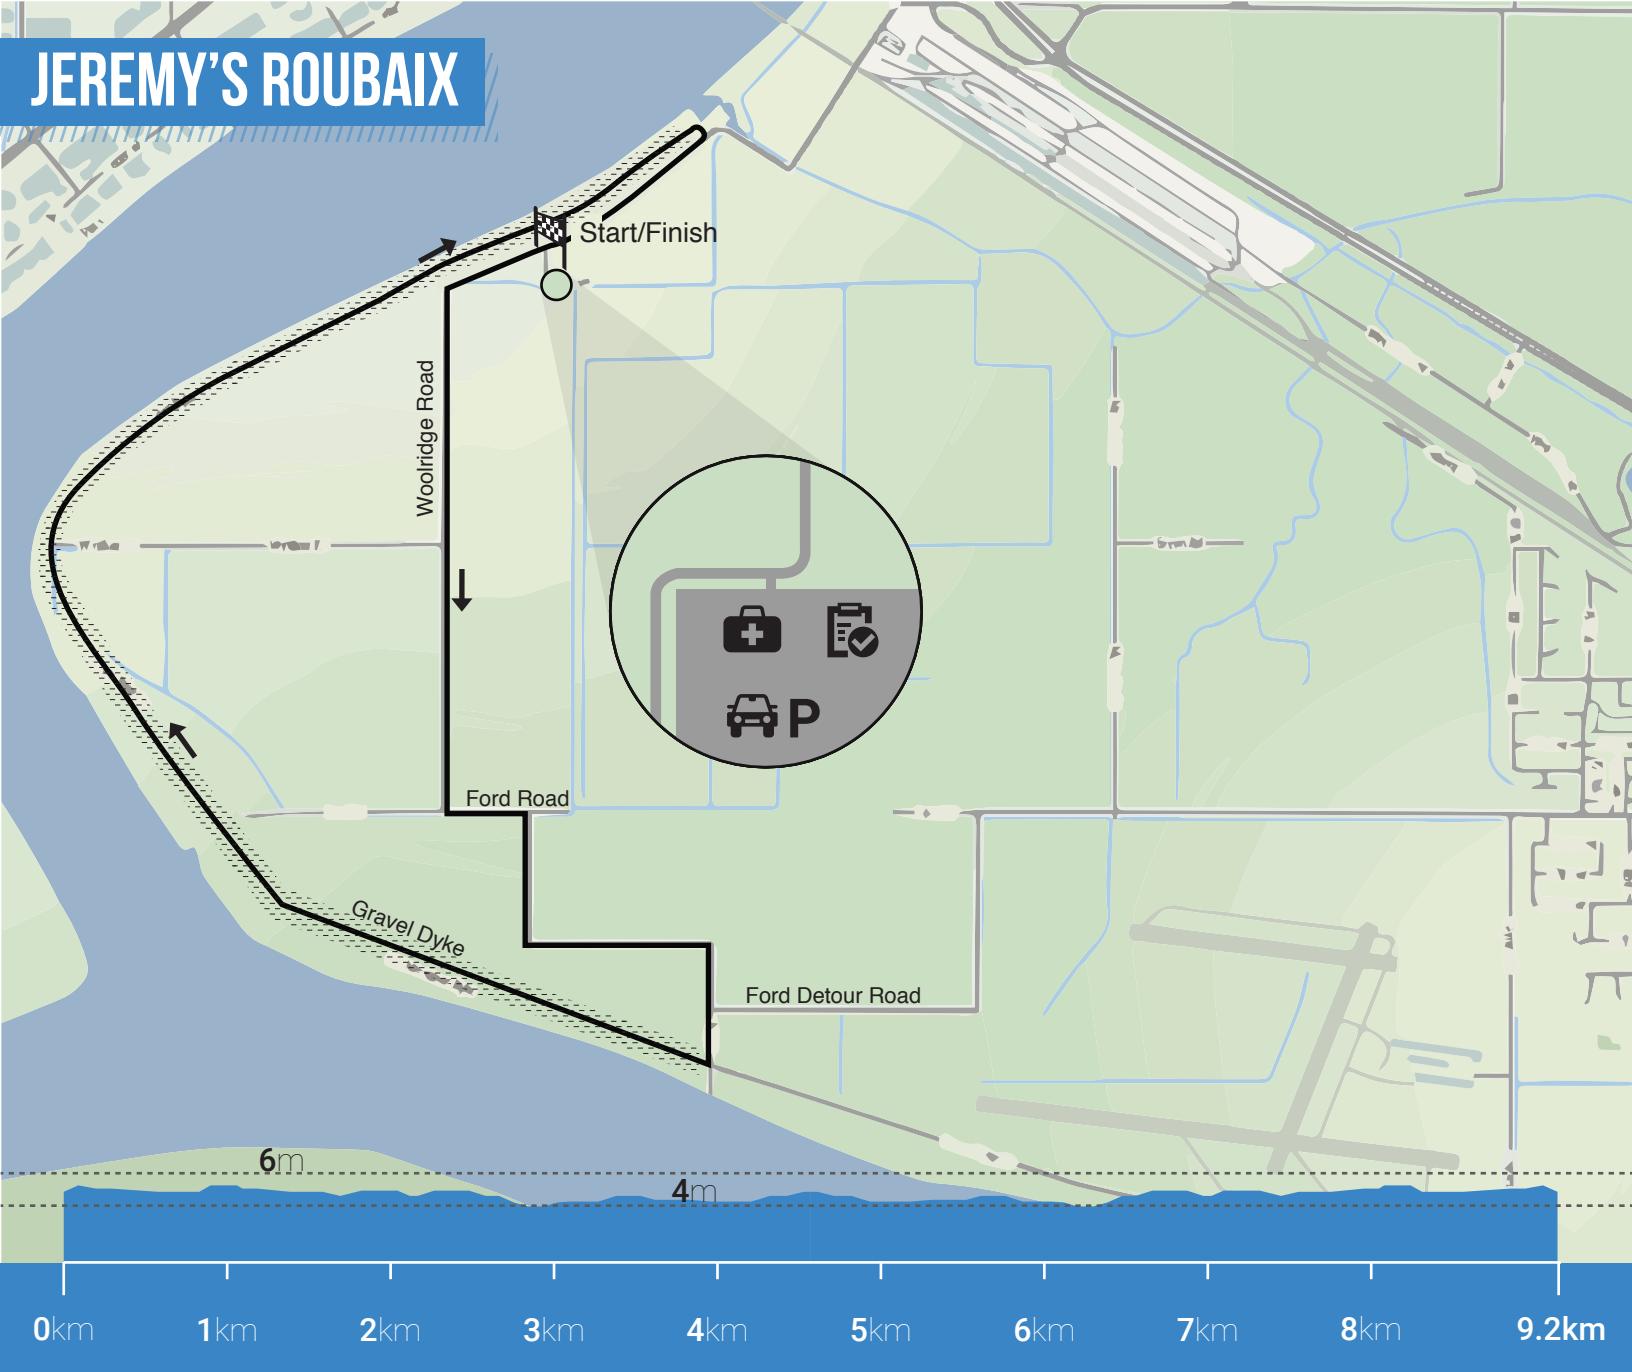 JEREMY'S ROUBAIX
Start/Finish
Woolridge Road
P
Ford Road
Gravel Dyke
Ford Detour Road
6m
4m
0km 1km 2km 3km 4km 5km 6km 7km 8km 9.2km